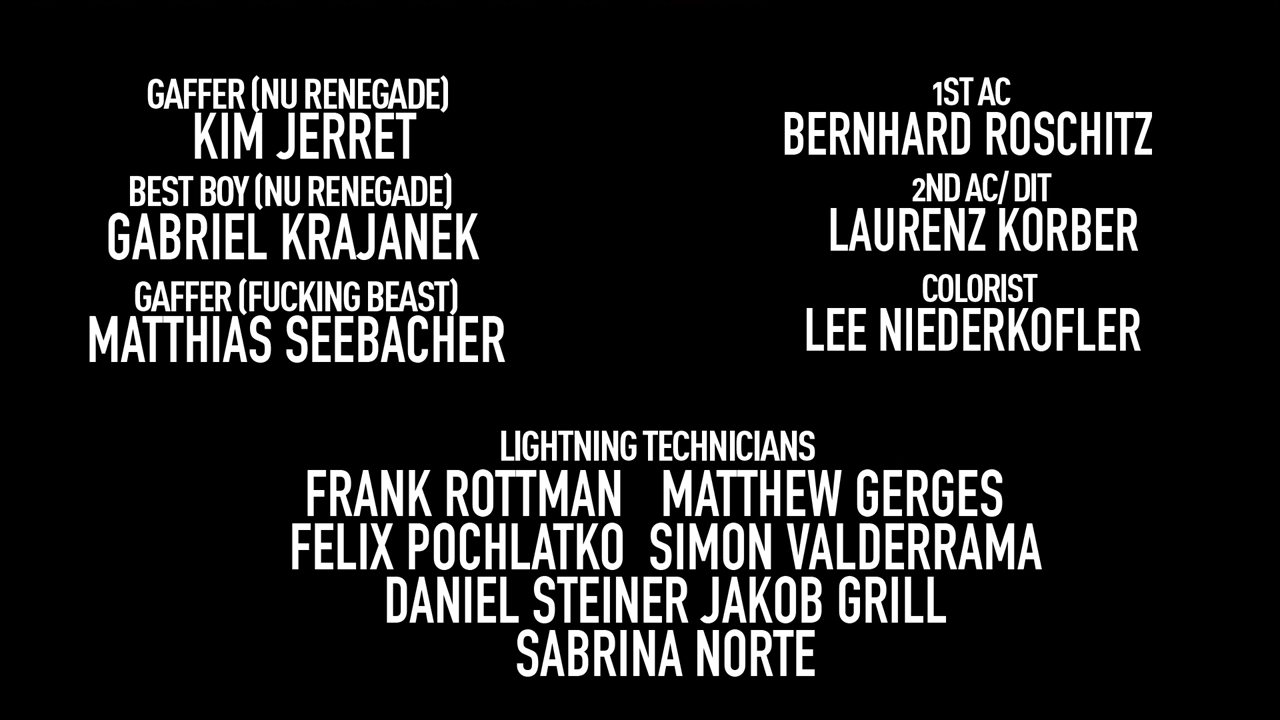 GAFFER (NU RENEGADE)
KIM JERRET
BEST BOY (NU RENEGADE)
GABRIEL KRAJANEK
GAFFER (FUCKING BEAST)
MATTHIAS SEEBACHER
1ST AC
BERNHARD ROSCHITZ
2ND AC/ DIT
LAURENZ KORBER
COLORIST
LEE NIEDERKOFLER
LIGHTNING TECHNICIANS
FRANK ROTTMAN MATTHEW GERGES
FELIX POCHLATKO SIMON VALDERRAMA
DANIEL STEINER JAKOB GRILL
SABRINA NORTE